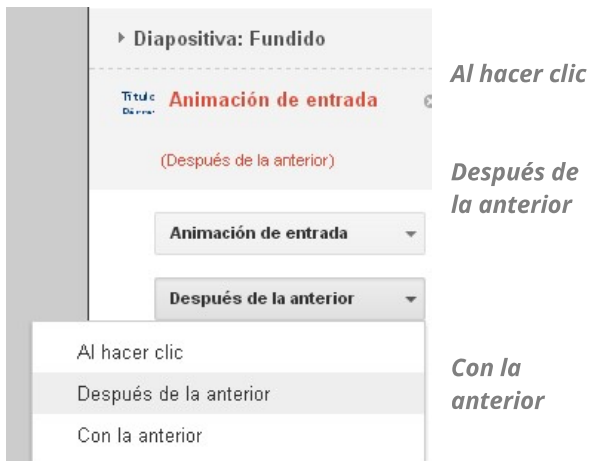 Diapositiva: Fundido
Al hacer clic
Título
Animación de entrada
(Después de la anterior)
Después de
la anterior
Animación de entrada
Después de la anterior
Al hacer clic
Después de la anterior
Con la anterior
Con la
anterior